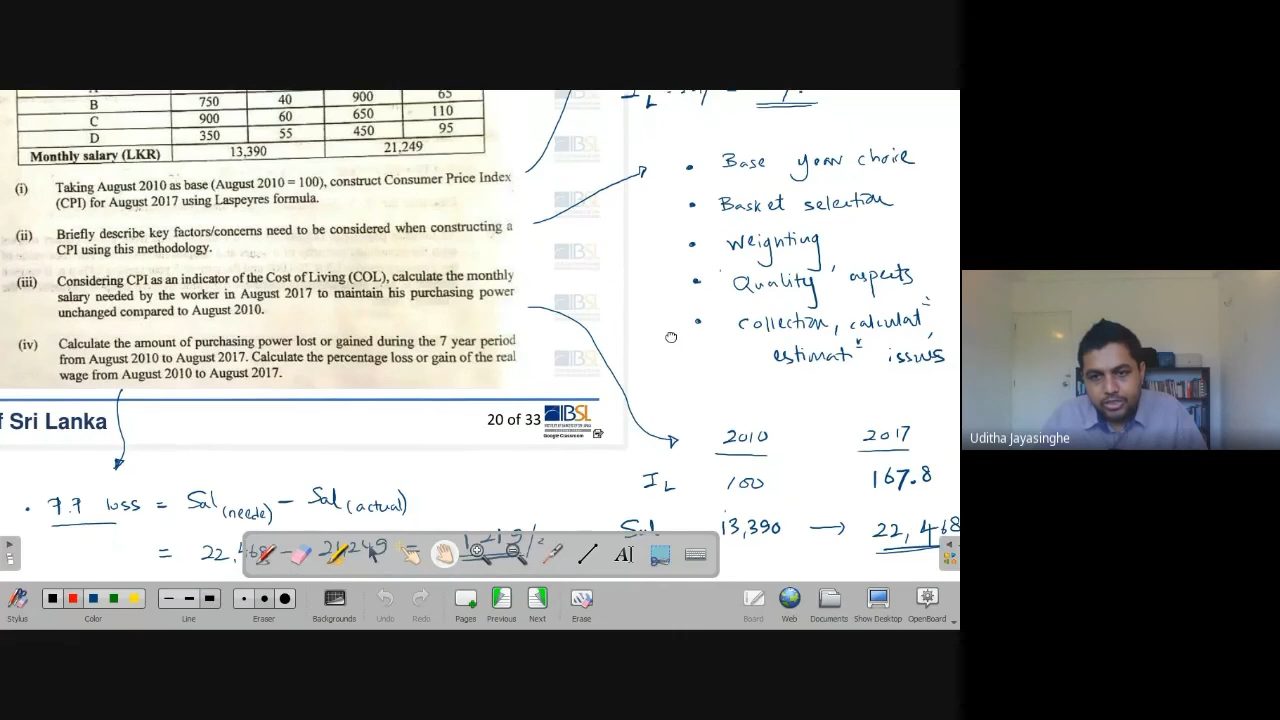 B 750 40 900 65
C 900 60 650 110
D 350 55 450 95
Monthly salary (LKR) 13,390 21,249
(i) Taking August 2010 as base (August 2010 = 100), construct Consumer Price Index
(CPI) for August 2017 using Laspeyres formula.
(ii) Briefly describe key factors/concerns need to be considered when constructing a
CPI using this methodology.
(iii) Considering CPI as an indicator of the Cost of Living (COL), calculate the monthly
salary needed by the worker in August 2017 to maintain his purchasing power
unchanged compared to August 2010.
(iv) Calculate the amount of purchasing power lost or gained during the 7 year period
from August 2010 to August 2017. Calculate the percentage loss or gain of the real
wage from August 2010 to August 2017.
f Sri Lanka
20 of 33
IBSL
Google Classroom
• Base year choice
• Basket selection
• Weighting
• 'Quality' aspects
• collection, calculat
estimat issues
2010 2017
IL 100 167.8
Sal 13,390 → 22,468
• P.P loss = Sal (neede) - Sal (actual)
= 22,468 - 21,249 =
Uditha Jayasinghe
Stylus
Color
Line
Eraser
Backgrounds
Undo
Redo
Pages
Previous
Next
Erase
Board
Web
Documents
Show Desktop
OpenBoard